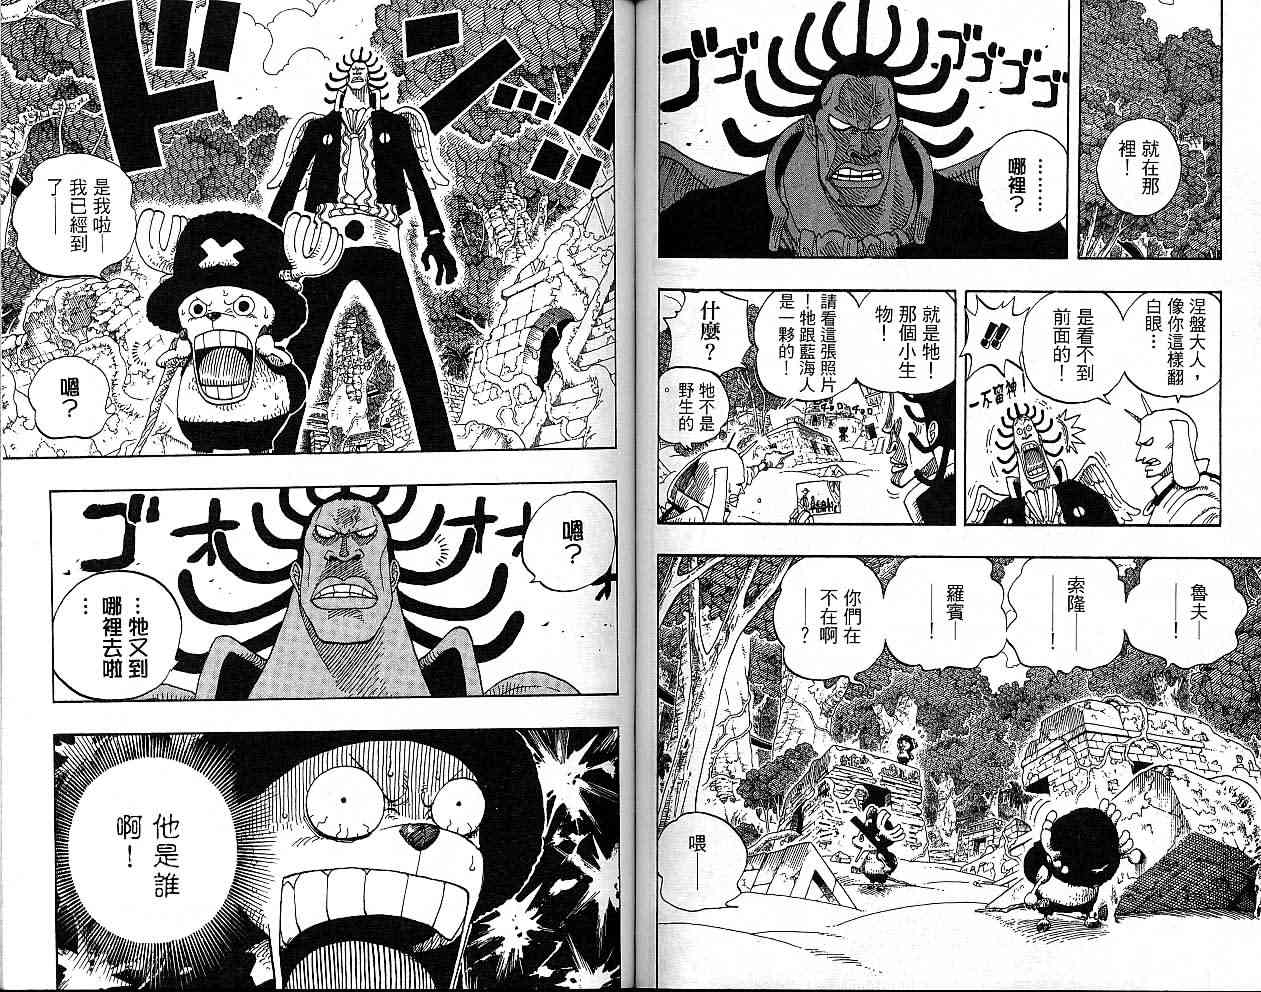 就在那
裡！
………
哪裡？
ゴゴゴ
ゴゴゴゴ
涅盤大人，
像你這樣翻
白眼…
是看不到
前面的！
!!
一不留神！
就是牠！
那個小生
物！
請看這張照片
！牠跟藍海人
是一夥的！
什麼？
牠不是
野生的
。
魯夫——
——！
索隆——
——！
羅賓——
——！
你們在
不在啊
——？
喂——
ドン!!
是我啦——
我已經到
了——
嗯？
嗯？
ゴオオオオ
…牠又到
哪裡去啦
…
他是誰
啊！